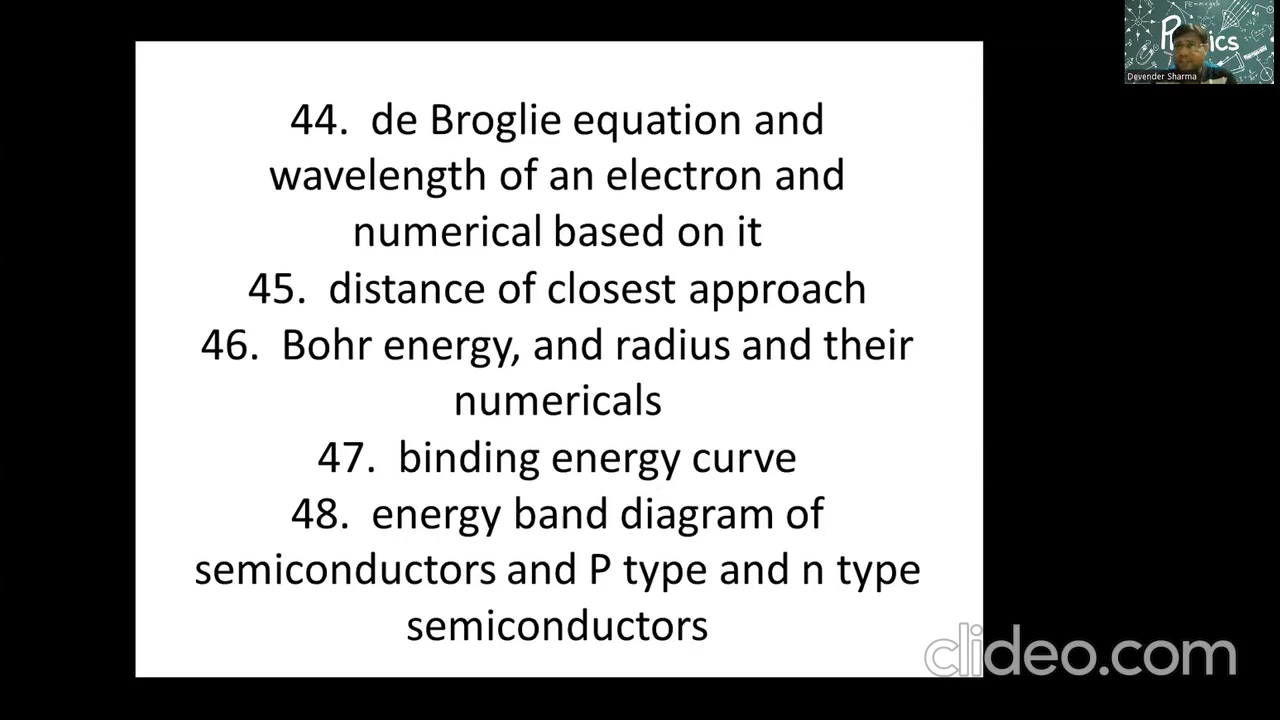 44. de Broglie equation and
wavelength of an electron and
numerical based on it
45. distance of closest approach
46. Bohr energy, and radius and their
numericals
47. binding energy curve
48. energy band diagram of
semiconductors and P type and n type
semiconductors
Devender Sharma
clideo.com